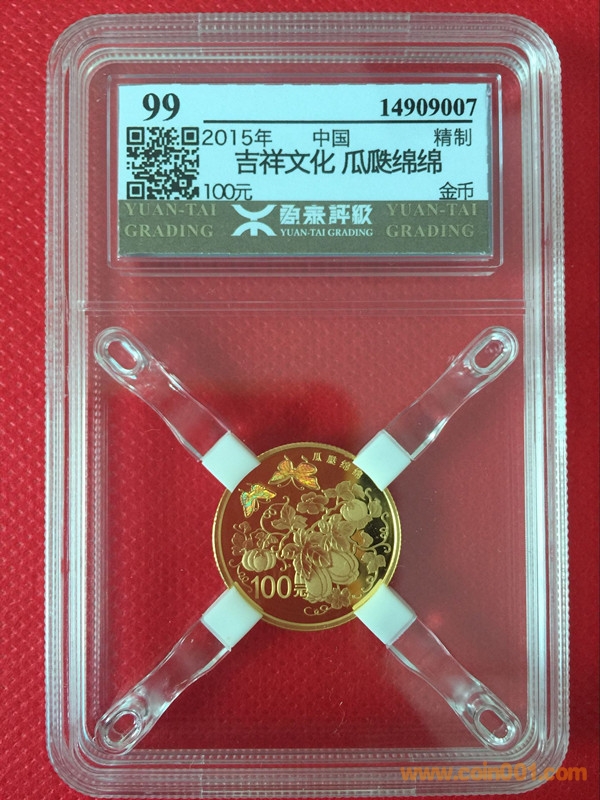 99 14909007
2015年 中国 精制
吉祥文化 瓜瓞绵绵
100元 金币
YUAN-TAI GRADING 源泰評級 YUAN-TAI GRADING YUAN-TAI GRADING
瓜瓞绵绵
100元
www.coin001.com